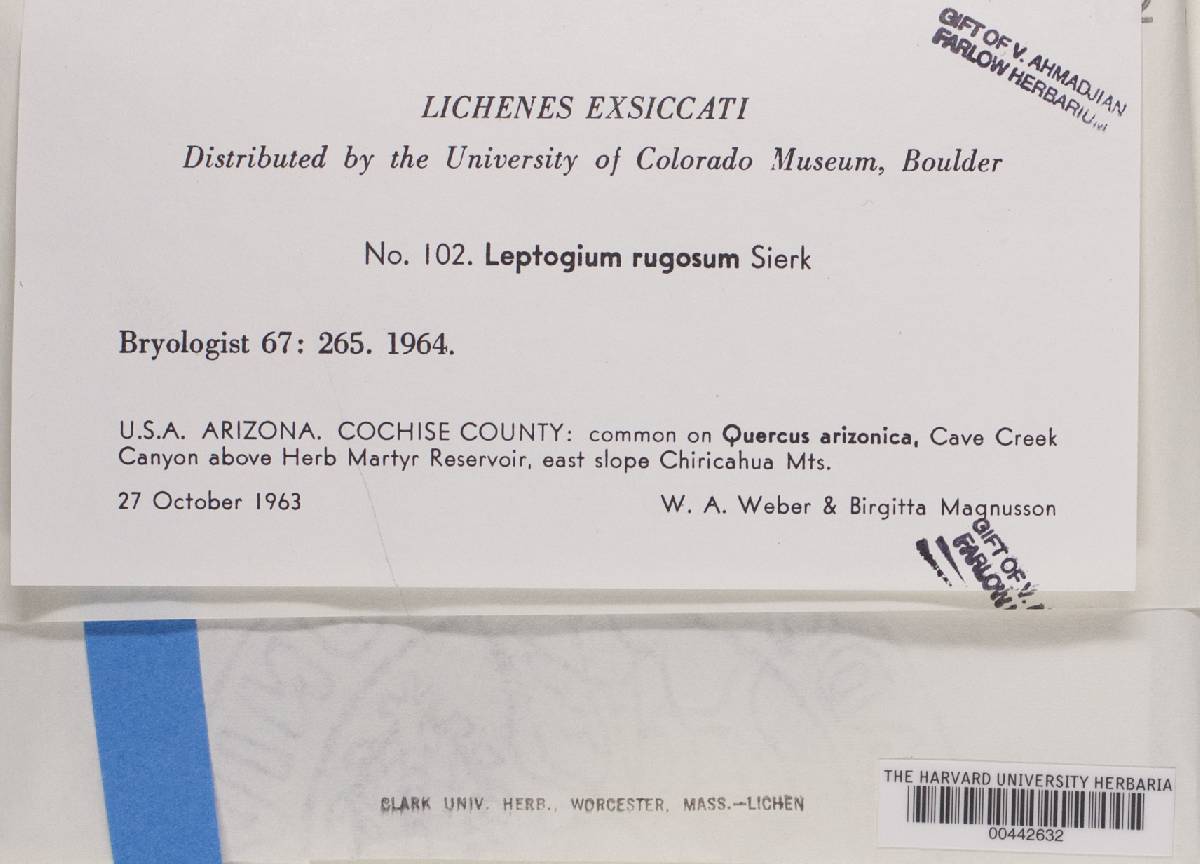 GIFT OF V. AHMADJIAN
FARLOW HERBARIUM
LICHENES EXSICCATI
Distributed by the University of Colorado Museum, Boulder
No. 102. Leptogium rugosum Sierk
Bryologist 67: 265. 1964.
U.S.A. ARIZONA. COCHISE COUNTY: common on Quercus arizonica, Cave Creek
Canyon above Herb Martyr Reservoir, east slope Chiricahua Mts.
27 October 1963 W. A. Weber & Birgitta Magnusson
GIFT OF V.
FARLOW
CLARK UNIV. HERB., WORCESTER, MASS.—LICHEN
THE HARVARD UNIVERSITY HERBARIA
00442632